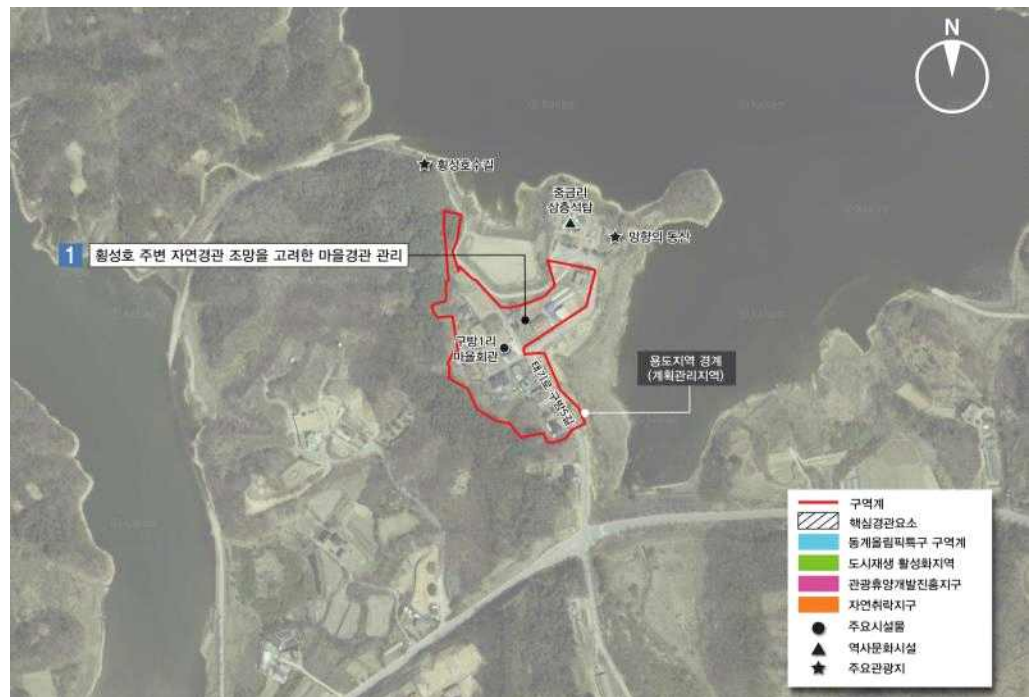 N
횡성호수길
중금리
삼층석탑
망향의 동산
1 횡성호 주변 자연경관 조망을 고려한 마을경관 관리
구방1리
마을회관
태기로 구방5길
용도지역 경계
(계획관리지역)
구역계
핵심경관요소
동계올림픽특구 구역계
도시재생 활성화지역
관광휴양개발진흥지구
자연취락지구
주요시설물
역사문화시설
주요관광지